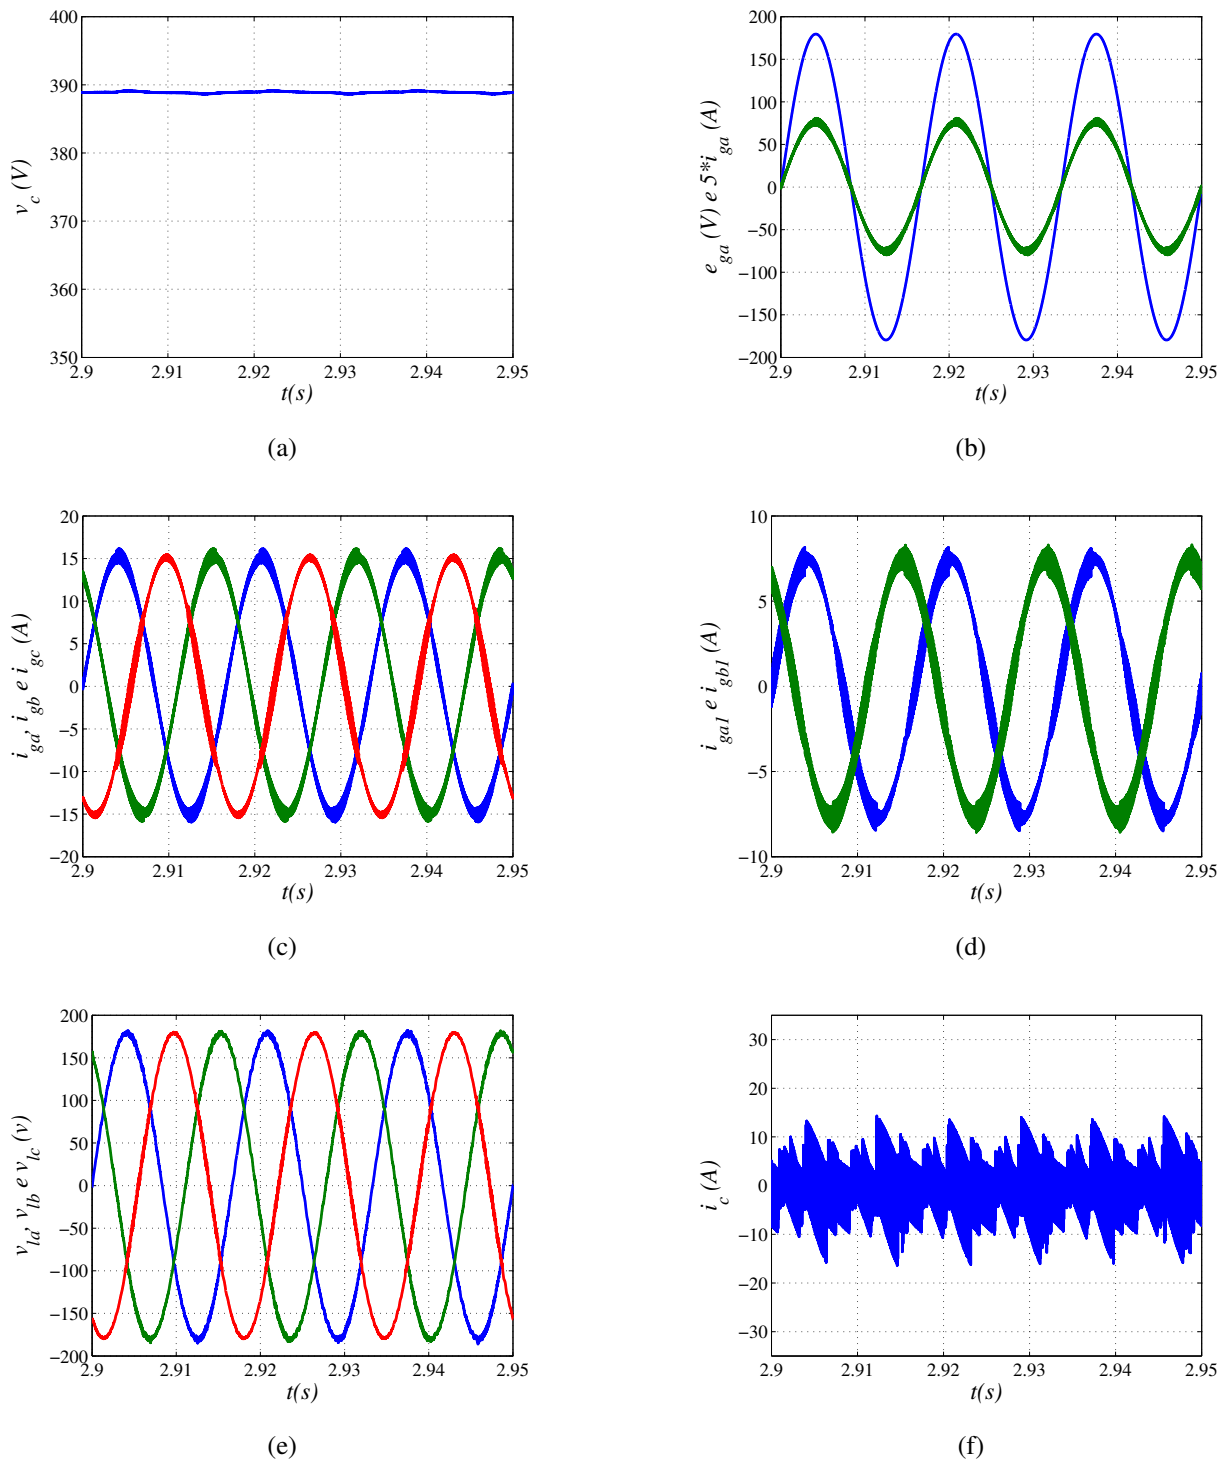 400
390
380
370
360
350
v_c (V)
2.9 2.91 2.92 2.93 2.94 2.95
t(s)
(a)
200
150
100
50
0
−50
−100
−150
−200
e_ga (V) e 5*i_ga (A)
2.9 2.91 2.92 2.93 2.94 2.95
t(s)
(b)
20
15
10
5
0
−5
−10
−15
−20
i_ga, i_gb e i_gc (A)
2.9 2.91 2.92 2.93 2.94 2.95
t(s)
(c)
10
5
0
−5
−10
i_ga1 e i_gb1 (A)
2.9 2.91 2.92 2.93 2.94 2.95
t(s)
(d)
200
150
100
50
0
−50
−100
−150
−200
v_la, v_lb e v_lc (v)
2.9 2.91 2.92 2.93 2.94 2.95
t(s)
(e)
30
20
10
0
−10
−20
−30
i_c (A)
2.9 2.91 2.92 2.93 2.94 2.95
t(s)
(f)